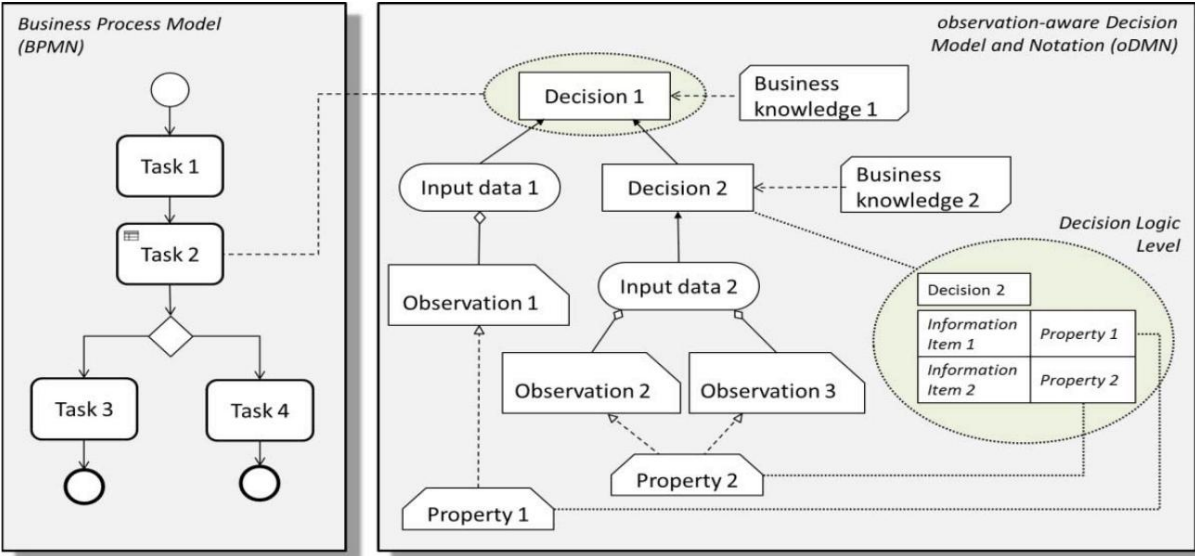 Business Process Model
(BPMN)
Task 1
Task 2
Task 3
Task 4
observation-aware Decision
Model and Notation (oDMN)
Decision 1
Business
knowledge 1
Input data 1
Decision 2
Business
knowledge 2
Decision Logic
Level
Observation 1
Input data 2
Decision 2
Information
Item 1
Property 1
Information
Item 2
Property 2
Observation 2
Observation 3
Property 2
Property 1